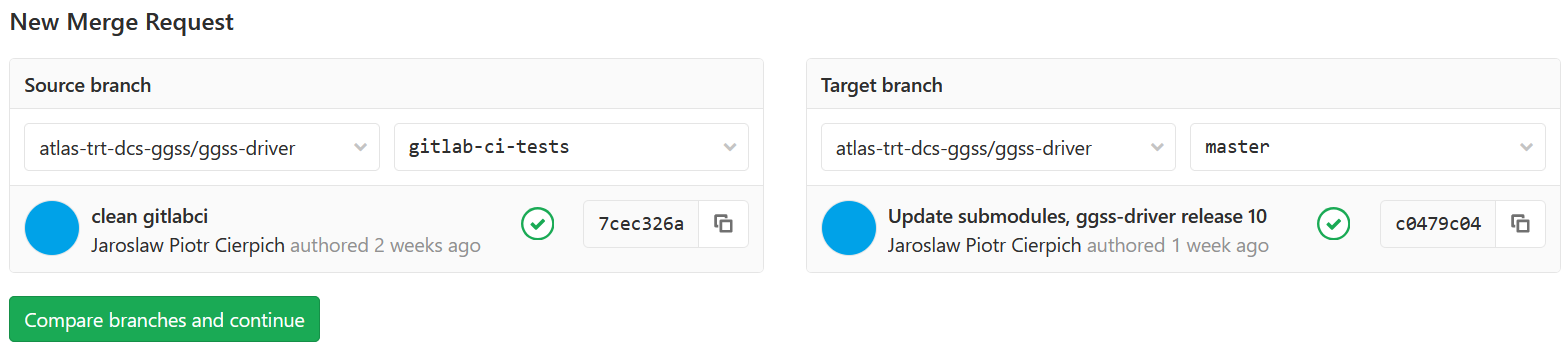 New Merge Request
Source branch
atlas-trt-dcs-ggss/ggss-driver
gitlab-ci-tests
clean gitlabci
Jaroslaw Piotr Cierpich authored 2 weeks ago
7cec326a
Target branch
atlas-trt-dcs-ggss/ggss-driver
master
Update submodules, ggss-driver release 10
Jaroslaw Piotr Cierpich authored 1 week ago
c0479c04
Compare branches and continue